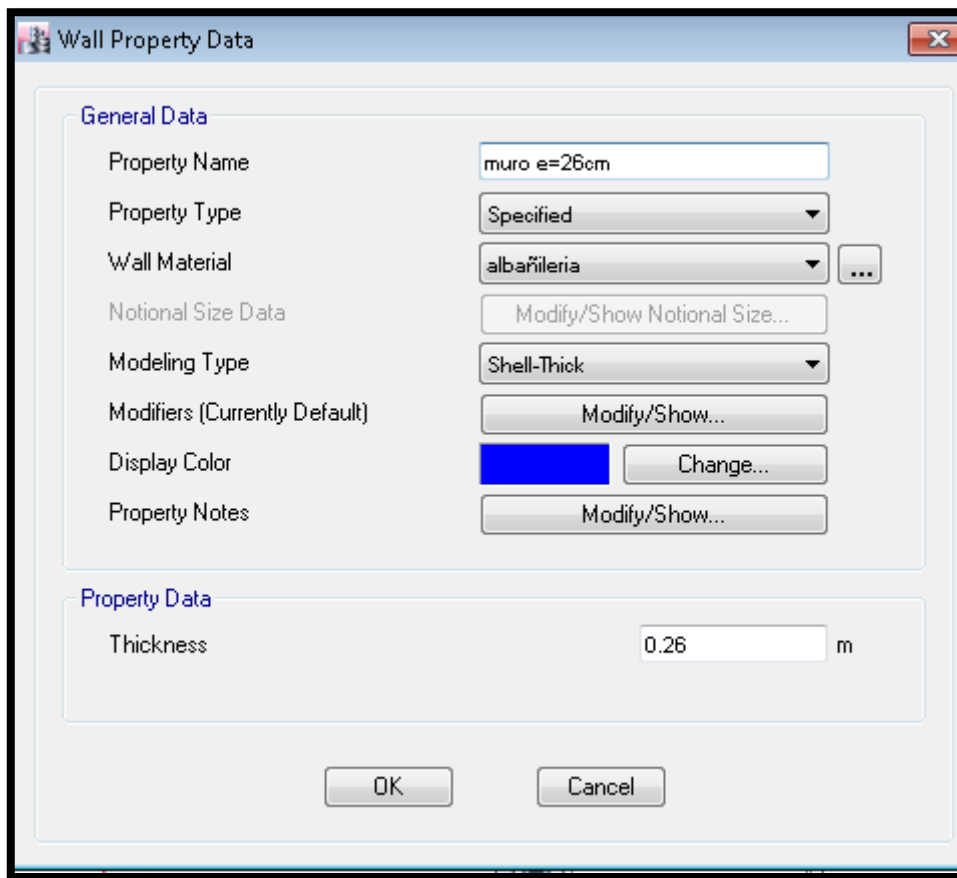 Wall Property Data
General Data
Property Name muro e=26cm
Property Type Specified
Wall Material albañileria ...
Notional Size Data Modify/Show Notional Size...
Modeling Type Shell-Thick
Modifiers (Currently Default) Modify/Show...
Display Color Change...
Property Notes Modify/Show...
Property Data
Thickness 0.26 m
OK Cancel